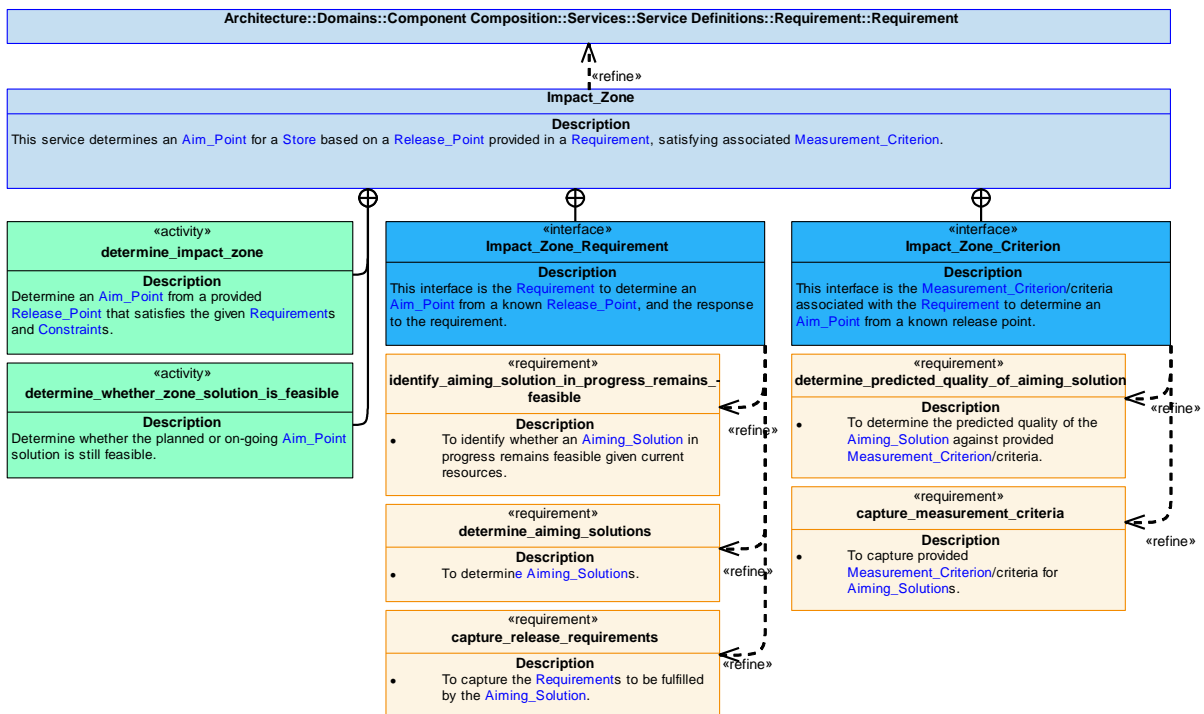 Architecture::Domains::Component Composition::Services::Service Definitions::Requirement::Requirement
«refine»
Impact_Zone
Description
This service determines an Aim_Point for a Store based on a Release_Point provided in a Requirement, satisfying associated Measurement_Criterion.
«activity»
determine_impact_zone
Description
Determine an Aim_Point from a provided
Release_Point that satisfies the given Requirements
and Constraints.
«activity»
determine_whether_zone_solution_is_feasible
Description
Determine whether the planned or on-going Aim_Point
solution is still feasible.
«interface»
Impact_Zone_Requirement
Description
This interface is the Requirement to determine an
Aim_Point from a known Release_Point, and the response
to the requirement.
«requirement»
identify_aiming_solution_in_progress_remains_-
feasible
Description
• To identify whether an Aiming_Solution in
progress remains feasible given current
resources.
«refine»
«requirement»
determine_aiming_solutions
Description
• To determine Aiming_Solutions.
«refine»
«requirement»
capture_release_requirements
Description
• To capture the Requirements to be fulfilled
by the Aiming_Solution.
«refine»
«interface»
Impact_Zone_Criterion
Description
This interface is the Measurement_Criterion/criteria
associated with the Requirement to determine an
Aim_Point from a known release point.
«requirement»
determine_predicted_quality_of_aiming_solution
Description
• To determine the predicted quality of the
Aiming_Solution against provided
Measurement_Criterion/criteria.
«refine»
«requirement»
capture_measurement_criteria
Description
• To capture provided
Measurement_Criterion/criteria for
Aiming_Solutions.
«refine»